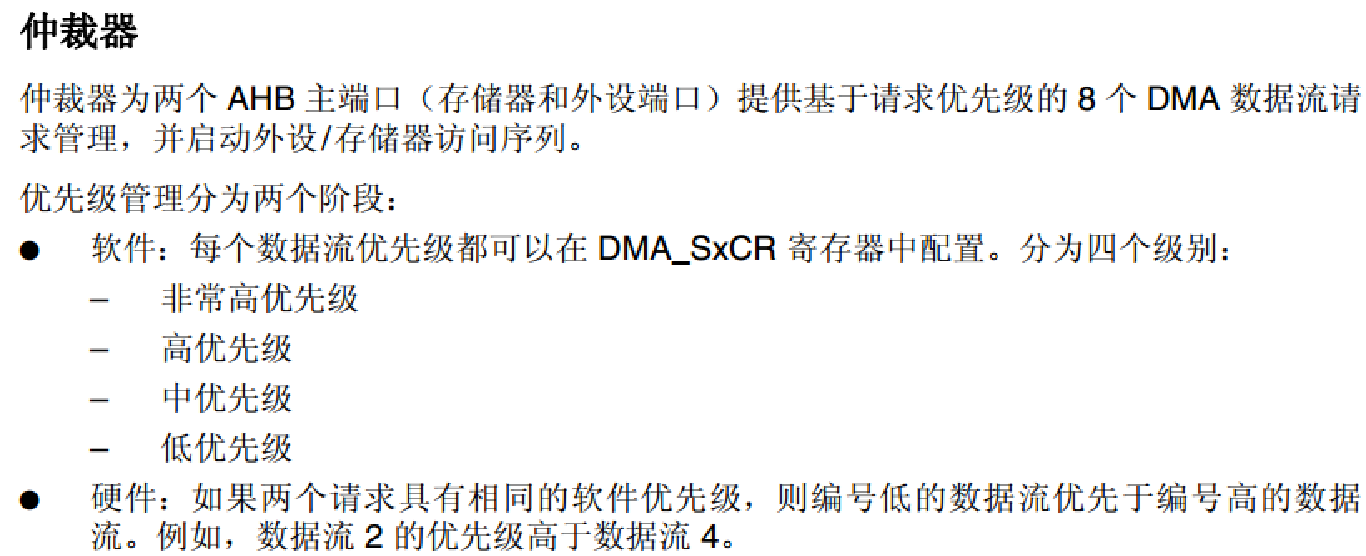 仲裁器
仲裁器为两个 AHB 主端口（存储器和外设端口）提供基于请求优先级的 8 个 DMA 数据流请
求管理，并启动外设/存储器访问序列。
优先级管理分为两个阶段：
● 软件：每个数据流优先级都可以在 DMA_SxCR 寄存器中配置。分为四个级别：
– 非常高优先级
– 高优先级
– 中优先级
– 低优先级
● 硬件：如果两个请求具有相同的软件优先级，则编号低的数据流优先于编号高的数据
流。例如，数据流 2 的优先级高于数据流 4。